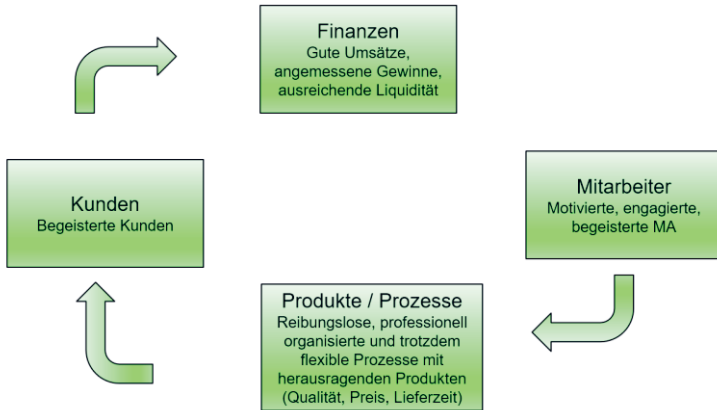 Finanzen
Gute Umsätze,
angemessene Gewinne,
ausreichende Liquidität
Kunden
Begeisterte Kunden
Mitarbeiter
Motivierte, engagierte,
begeisterte MA
Produkte / Prozesse
Reibungslose, professionell
organisierte und trotzdem
flexible Prozesse mit
herausragenden Produkten
(Qualität, Preis, Lieferzeit)